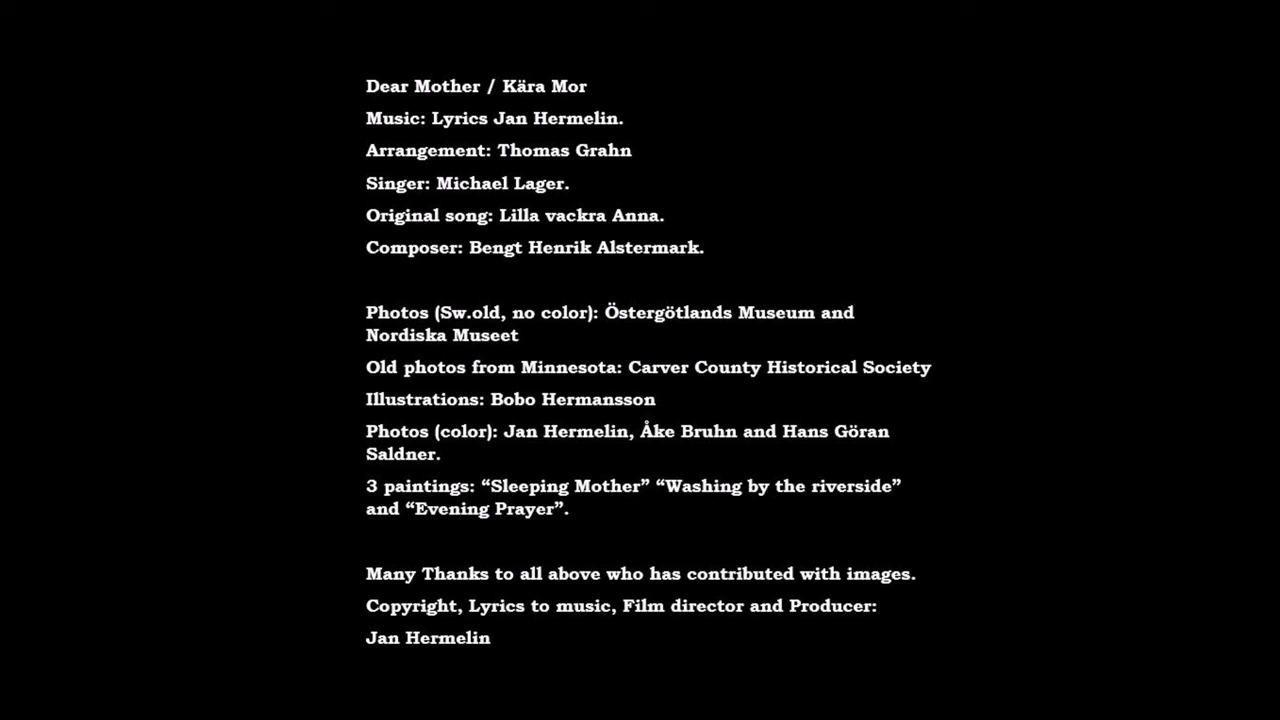 Dear Mother / Kära Mor
Music: Lyrics Jan Hermelin.
Arrangement: Thomas Grahn
Singer: Michael Lager.
Original song: Lilla vackra Anna.
Composer: Bengt Henrik Alstermark.
Photos (Sw.old, no color): Östergötlands Museum and
Nordiska Museet
Old photos from Minnesota: Carver County Historical Society
Illustrations: Bobo Hermansson
Photos (color): Jan Hermelin, Åke Bruhn and Hans Göran
Saldner.
3 paintings: “Sleeping Mother” “Washing by the riverside”
and “Evening Prayer”.
Many Thanks to all above who has contributed with images.
Copyright, Lyrics to music, Film director and Producer:
Jan Hermelin